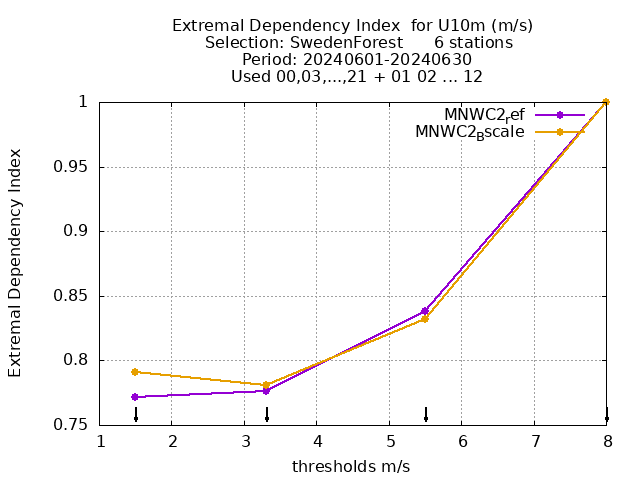 Extremal Dependency Index  for U10m (m/s)
Selection: SwedenForest      6 stations
Period: 20240601-20240630
Used 00,03,...,21 + 01 02 ... 12
MNWC2ref
MNWC2Bscale
1
0.95
0.9
0.85
0.8
0.75
Extremal Dependency Index
1 2 3 4 5 6 7 8
thresholds m/s